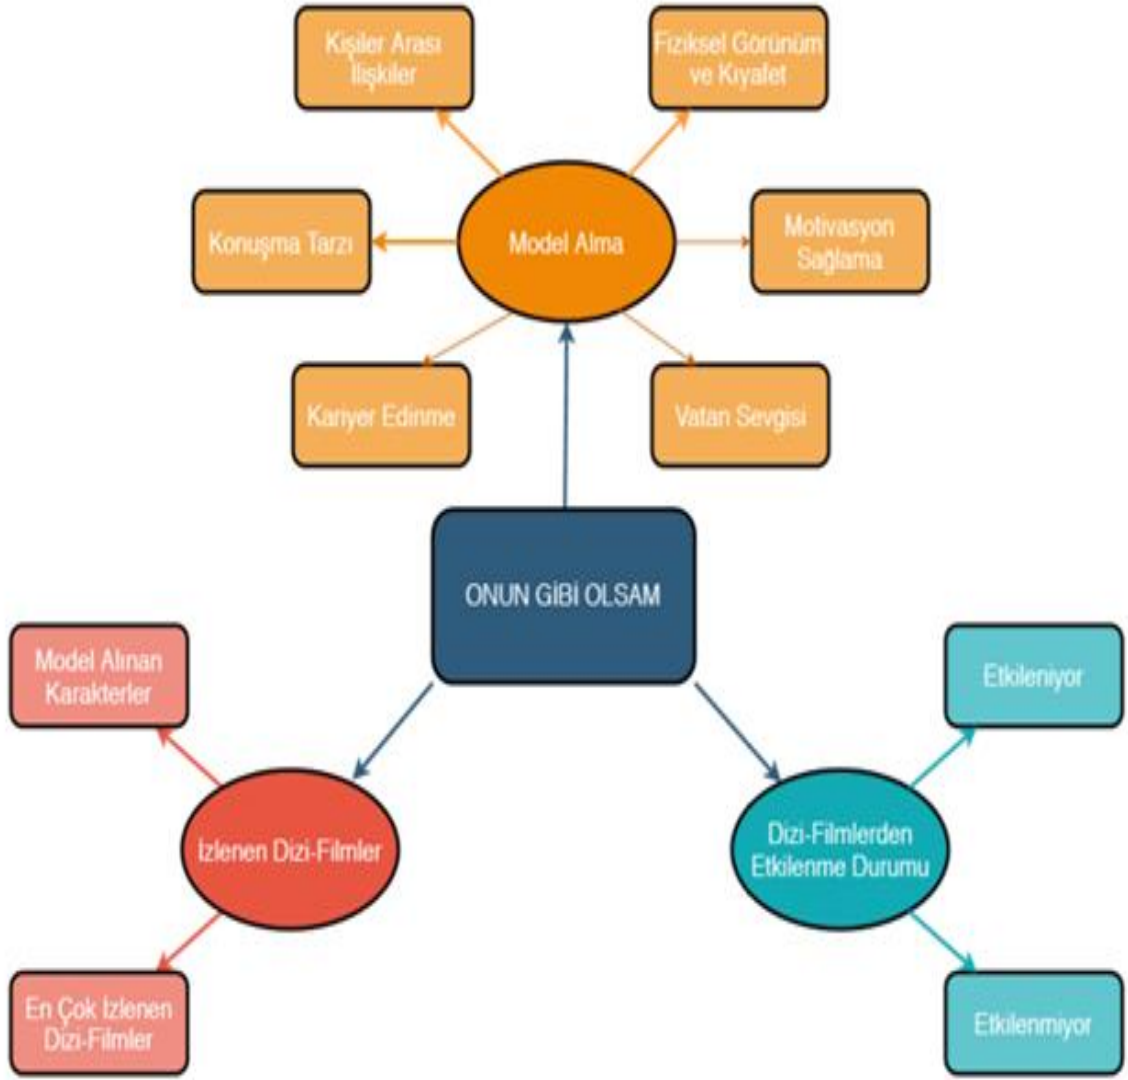 Kişiler Arası
İlişkiler
Fiziksel Görünüm
ve Kıyafet
Konuşma Tarzı
Model Alma
Motivasyon
Sağlama
Kariyer Edinme
Vatan Sevgisi
ONUN GİBİ OLSAM
Model Alınan
Karakterler
Etkileniyor
İzlenen Dizi-Filmler
Dizi-Filmlerden
Etkilenme Durumu
En Çok İzlenen
Dizi-Filmler
Etkilenmiyor